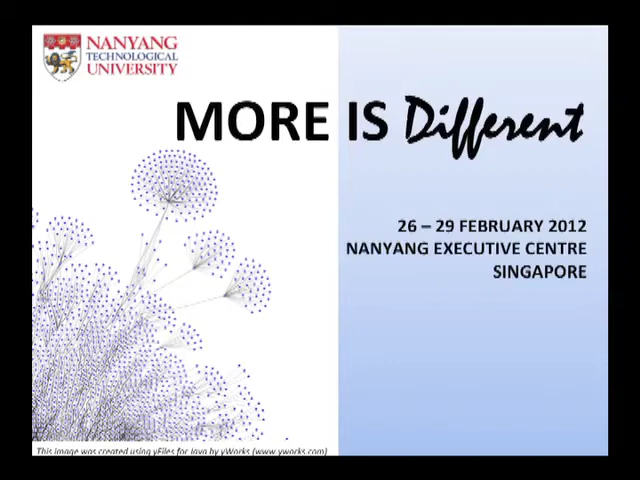 NANYANG
TECHNOLOGICAL
UNIVERSITY
MORE IS Different
26 – 29 FEBRUARY 2012
NANYANG EXECUTIVE CENTRE
SINGAPORE
This image was created using yFiles for Java by yWorks (www.yworks.com)